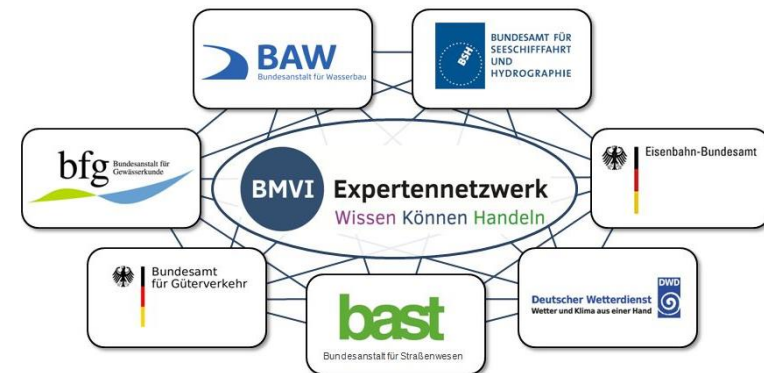 BAW
Bundesanstalt für Wasserbau
BSH
BUNDESAMT FÜR
SEESCHIFFFAHRT
UND
HYDROGRAPHIE
bfg
Bundesanstalt für
Gewässerkunde
BMVI
Expertennetzwerk
Wissen Können Handeln
Eisenbahn-Bundesamt
Bundesamt
für Güterverkehr
bast
Bundesanstalt für Straßenwesen
DWD
Deutscher Wetterdienst
Wetter und Klima aus einer Hand